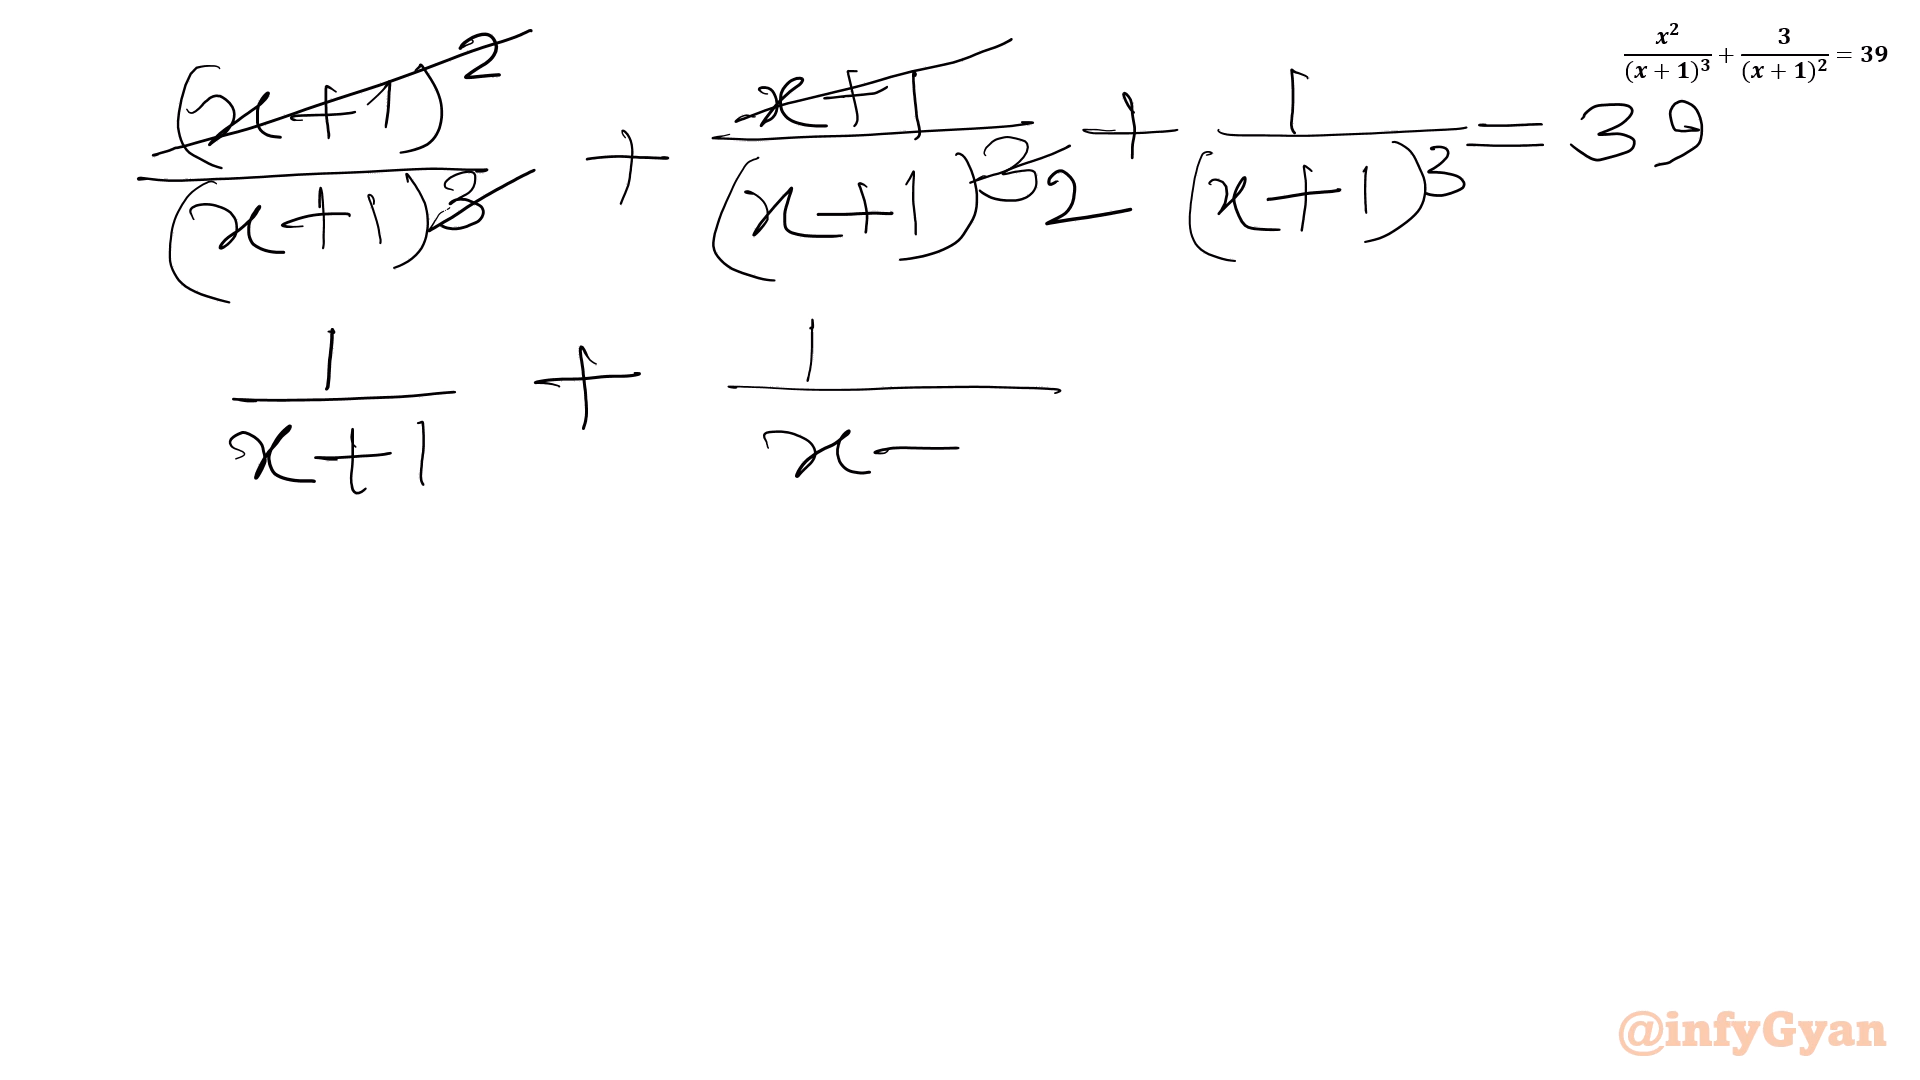 x²/(x + 1)³ + 3/(x + 1)² = 39
(x+1)²/(x+1)³ + x+1/(x+1)³ 2 + 1/(x+1)³ = 39
1/x+1 + 1/x−
@infyGyan